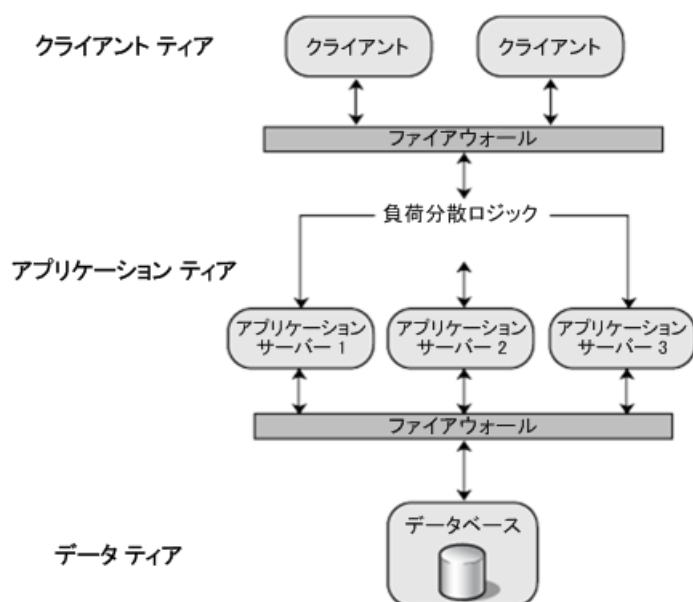 クライアント ティア
クライアント
クライアント
ファイアウォール
負荷分散ロジック
アプリケーション ティア
アプリケーション
サーバー 1
アプリケーション
サーバー 2
アプリケーション
サーバー 3
ファイアウォール
データベース
データ ティア